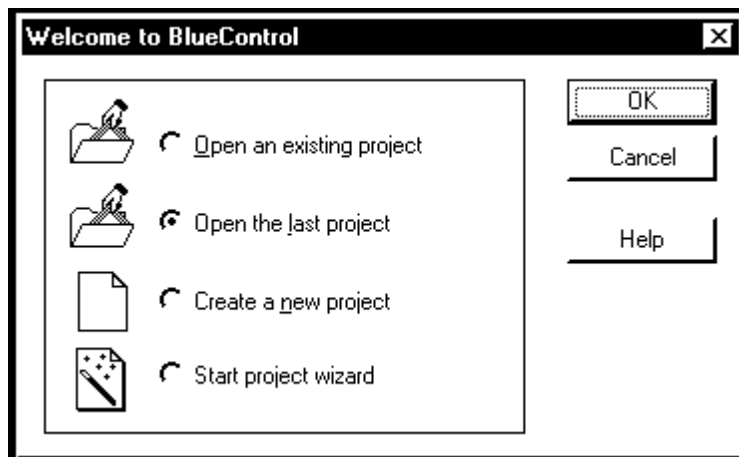 Welcome to BlueControl
Open an existing project
Open the last project
Create a new project
Start project wizard
OK
Cancel
Help